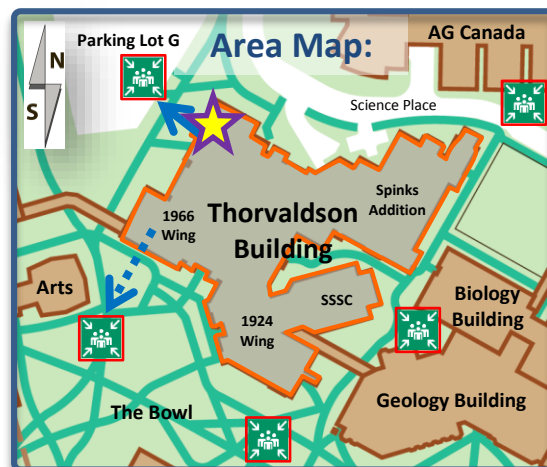 Area Map:
AG Canada
Parking Lot G
N
S
Science Place
Spinks
Addition
1966
Wing
Thorvaldson
Building
Arts
SSSC
Biology
Building
1924
Wing
The Bowl
Geology Building